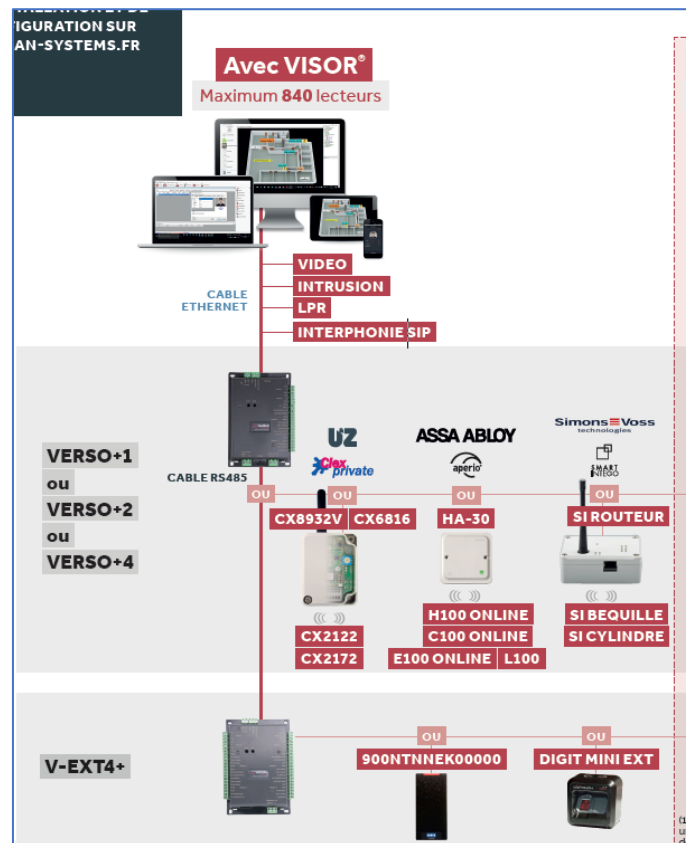 IGURATION SUR
AN-SYSTEMS.FR
Avec VISOR®
Maximum 840 lecteurs
VIDEO
INTRUSION
LPR
INTERPHONIE SIP
CABLE
ETHERNET
VERSO+1
ou
VERSO+2
ou
VERSO+4
CABLE RS485
UZ
Clex
private
ASSA ABLOY
aperio
SimonsVoss
technologies
SMART
INTEGO
OU
OU
OU
OU
CX8932V CX6816
HA-30
SI ROUTEUR
CX2122
CX2172
H100 ONLINE
C100 ONLINE
E100 ONLINE L100
SI BEQUILLE
SI CYLINDRE
V-EXT4+
OU
OU
900NTNNEK00000
DIGIT MINI EXT